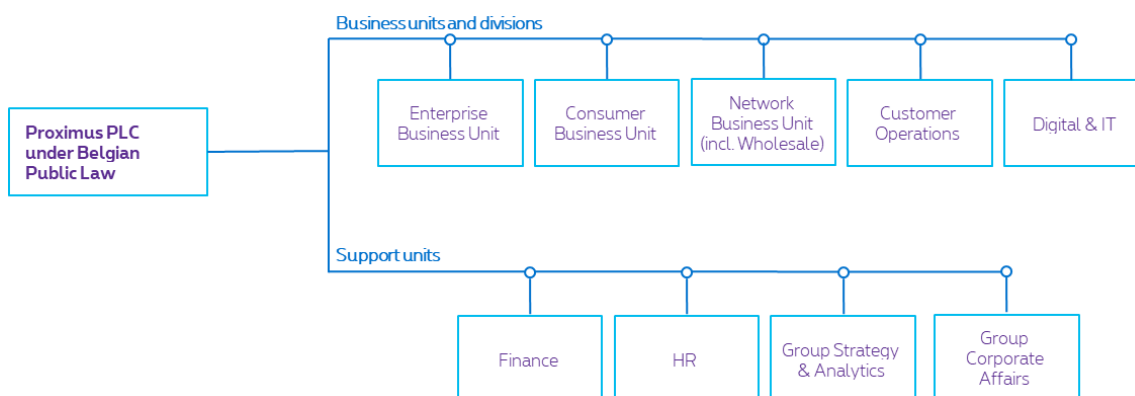 Business units and divisions
Proximus PLC
under Belgian
Public Law
Enterprise
Business Unit
Consumer
Business Unit
Network
Business Unit
(incl. Wholesale)
Customer
Operations
Digital & IT
Support units
Finance
HR
Group Strategy
& Analytics
Group
Corporate
Affairs